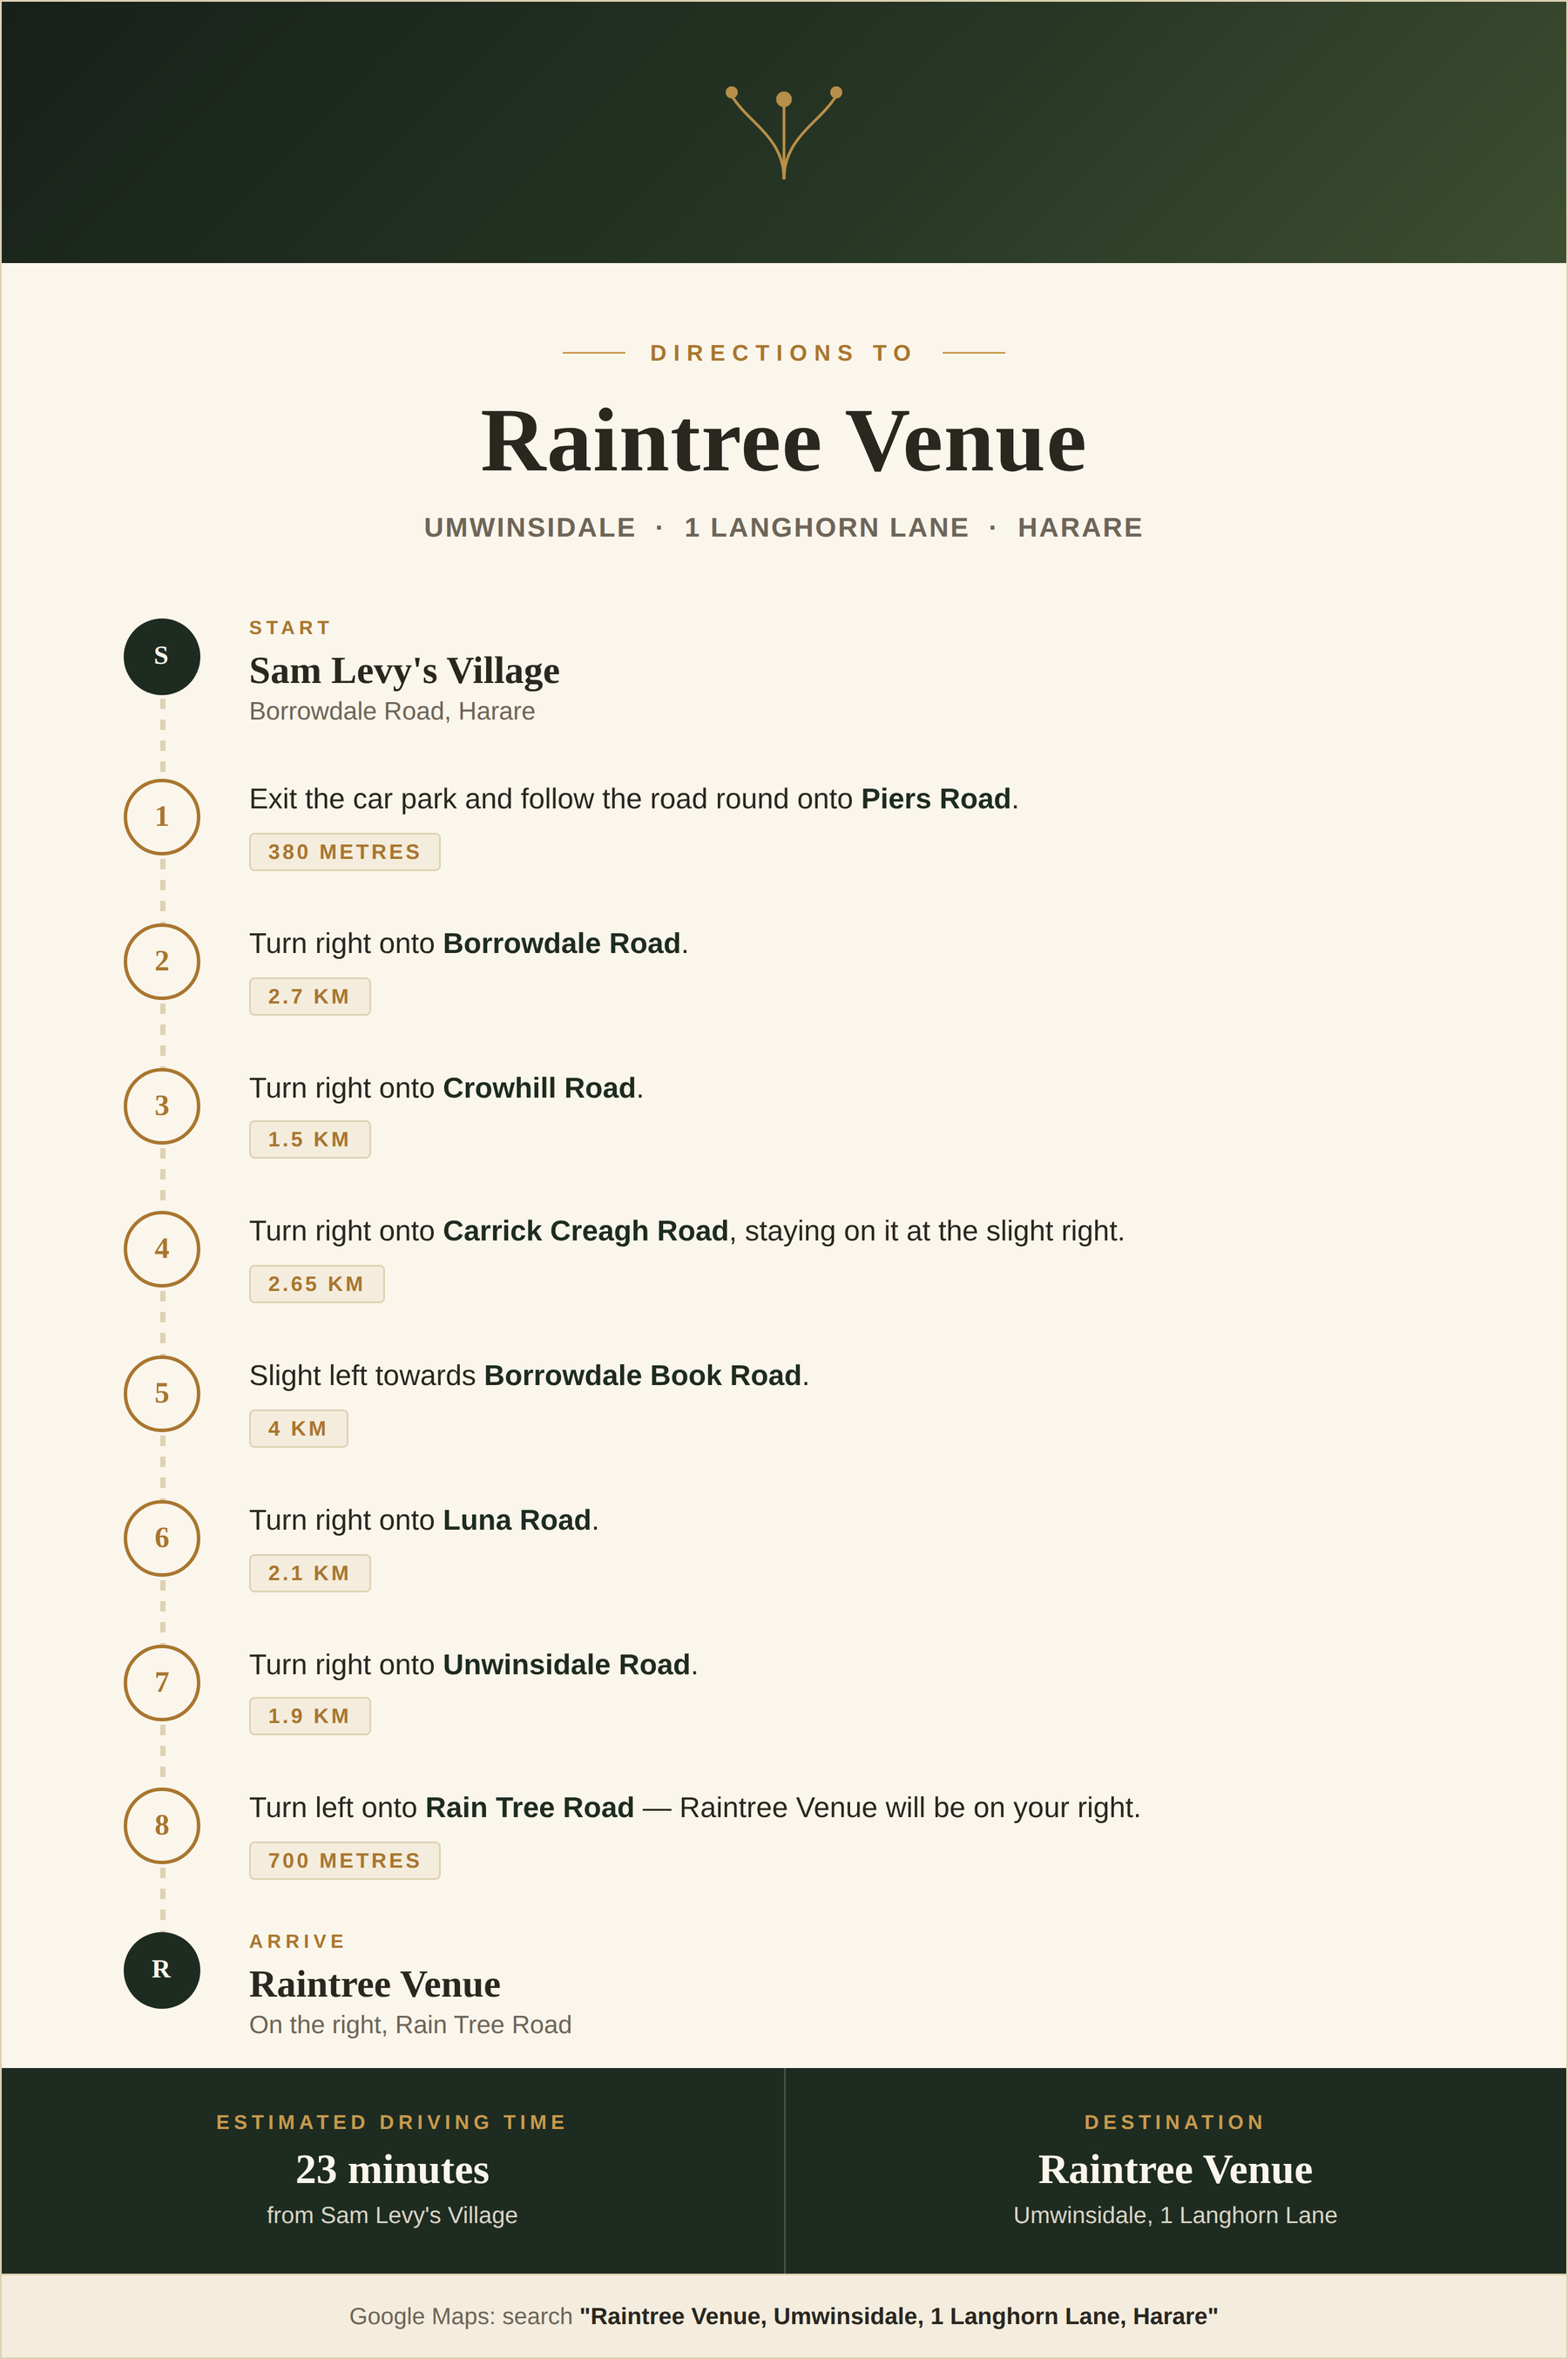 DIRECTIONS TO
Raintree Venue
UMWINSIDALE · 1 LANGHORN LANE · HARARE
S
START
Sam Levy's Village
Borrowdale Road, Harare
1
Exit the car park and follow the road round onto Piers Road.
380 METRES
2
Turn right onto Borrowdale Road.
2.7 KM
3
Turn right onto Crowhill Road.
1.5 KM
4
Turn right onto Carrick Creagh Road, staying on it at the slight right.
2.65 KM
5
Slight left towards Borrowdale Book Road.
4 KM
6
Turn right onto Luna Road.
2.1 KM
7
Turn right onto Unwinsidale Road.
1.9 KM
8
Turn left onto Rain Tree Road — Raintree Venue will be on your right.
700 METRES
R
ARRIVE
Raintree Venue
On the right, Rain Tree Road
ESTIMATED DRIVING TIME
23 minutes
from Sam Levy's Village
DESTINATION
Raintree Venue
Umwinsidale, 1 Langhorn Lane
Google Maps: search "Raintree Venue, Umwinsidale, 1 Langhorn Lane, Harare"